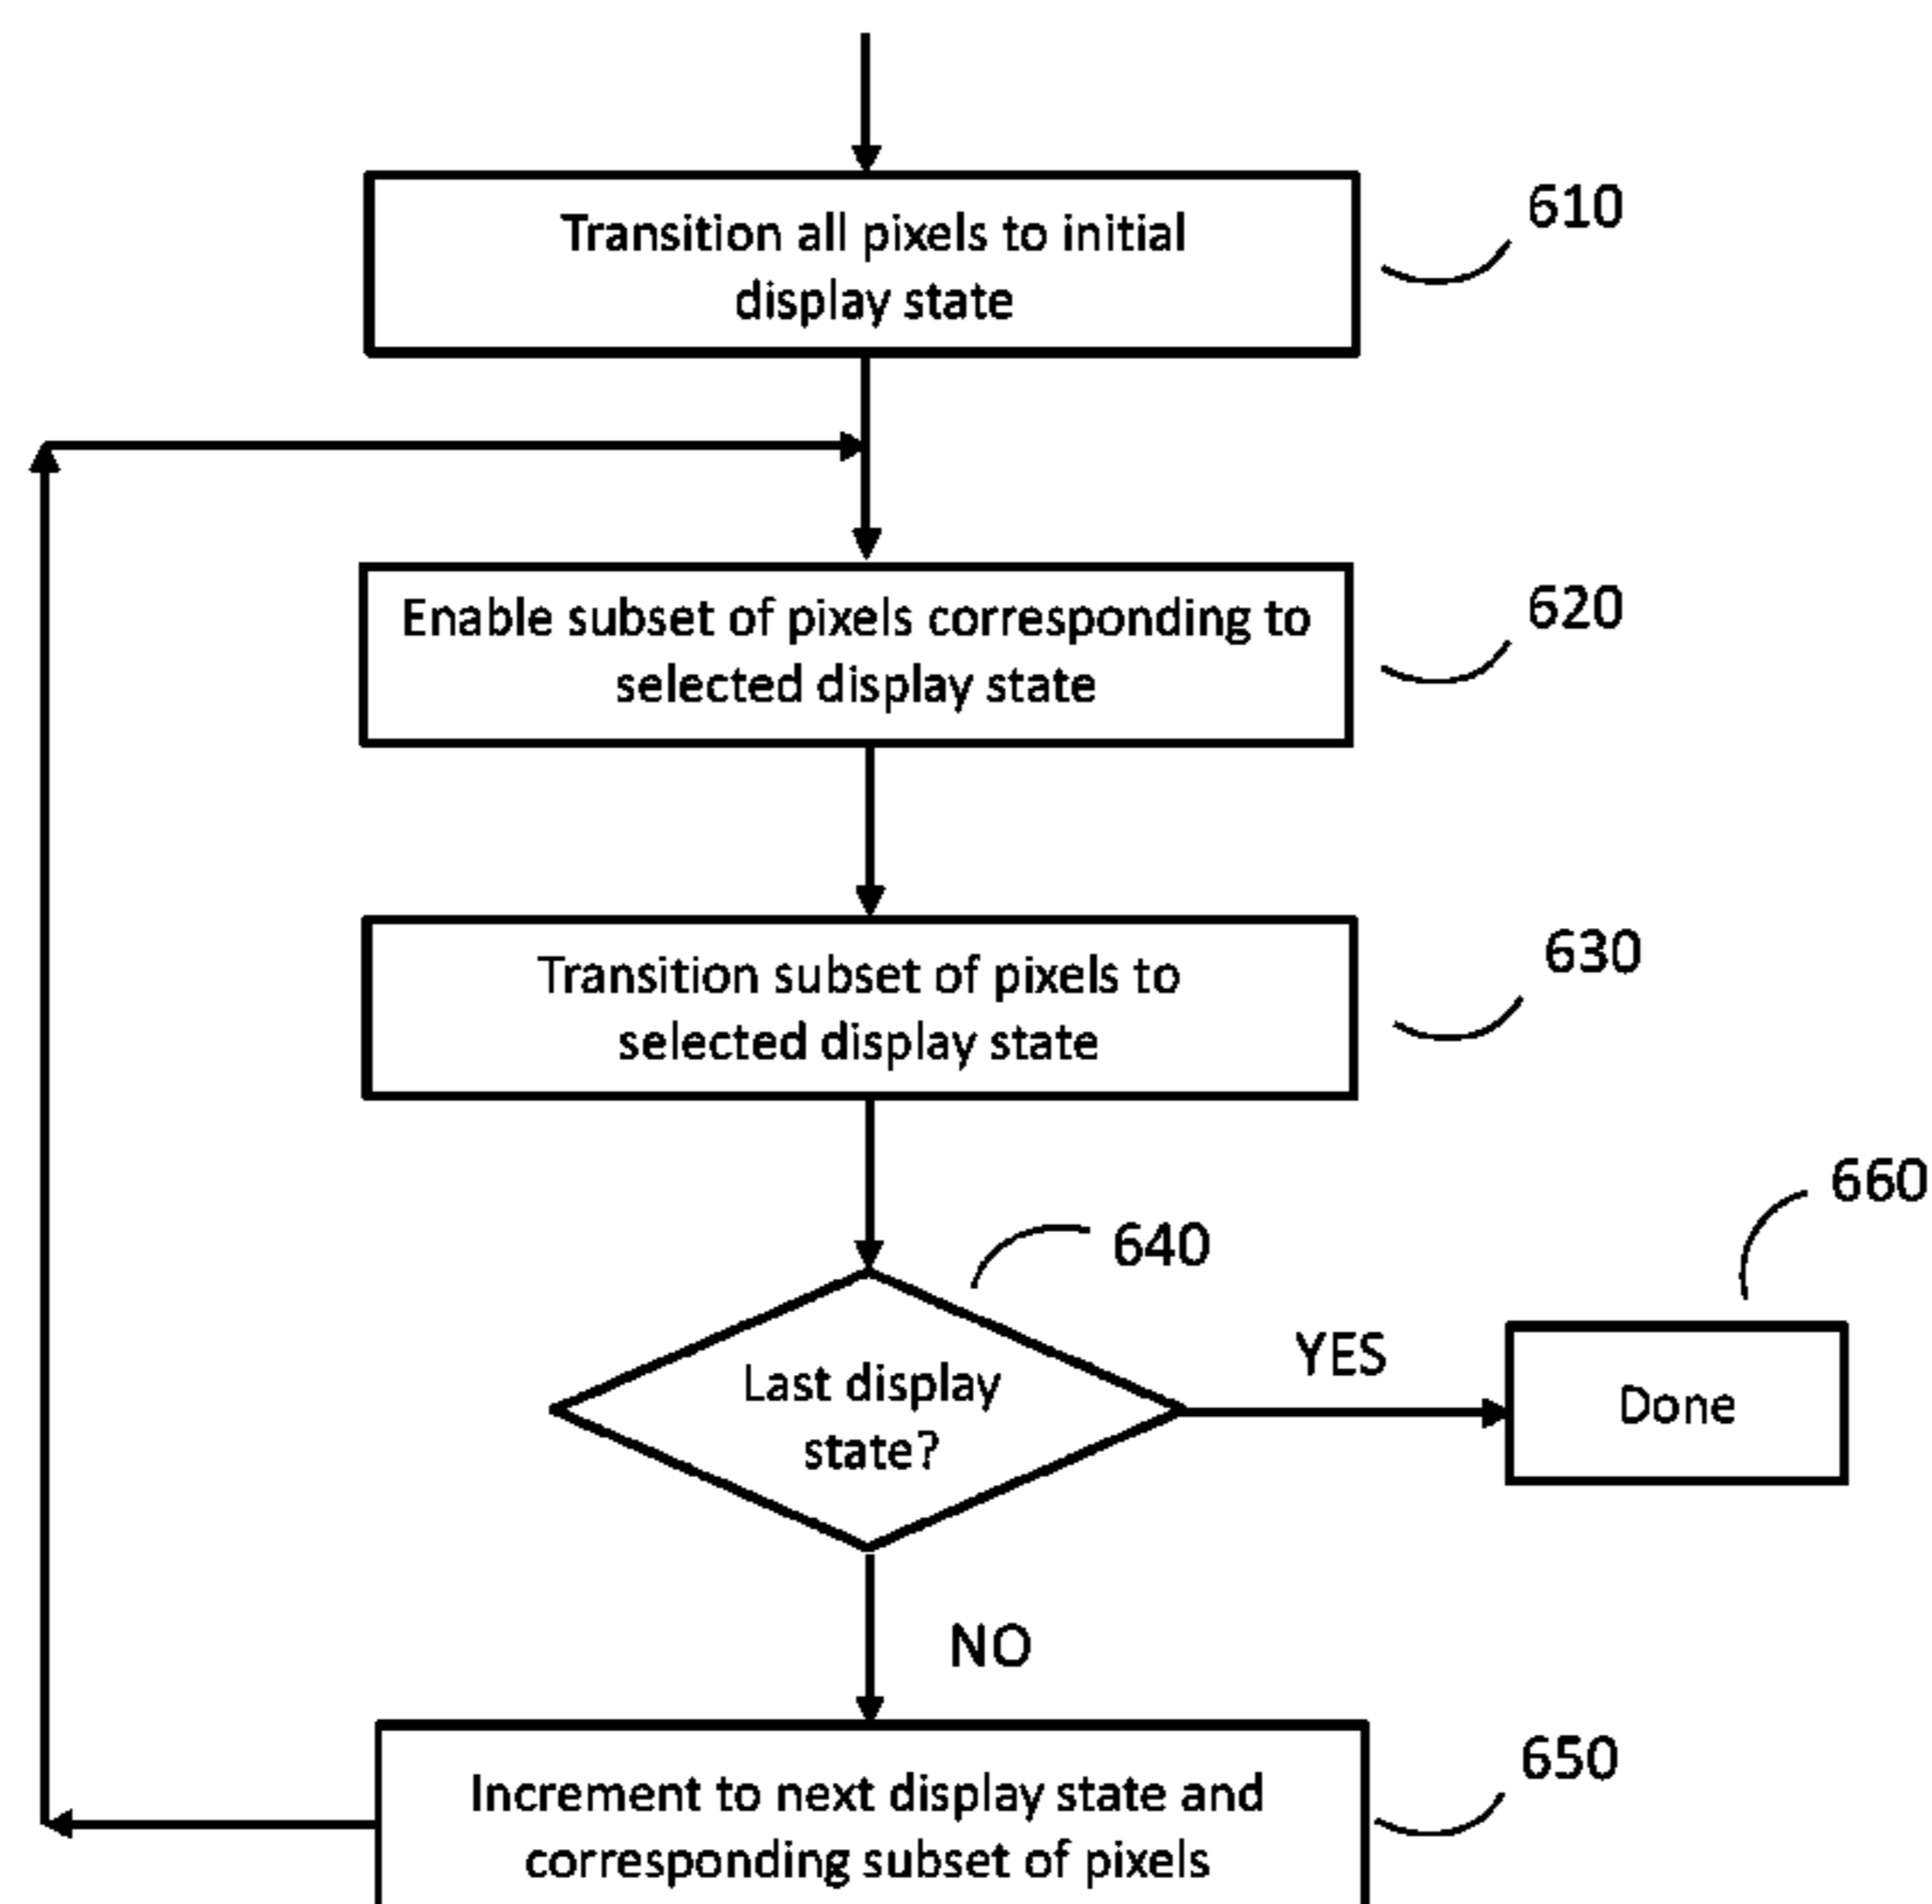 Transition all pixels to initial
display state
610
Enable subset of pixels corresponding to
selected display state
620
Transition subset of pixels to
selected display state
630
640
660
Last display
state?
YES
Done
NO
Increment to next display state and
corresponding subset of pixels
650